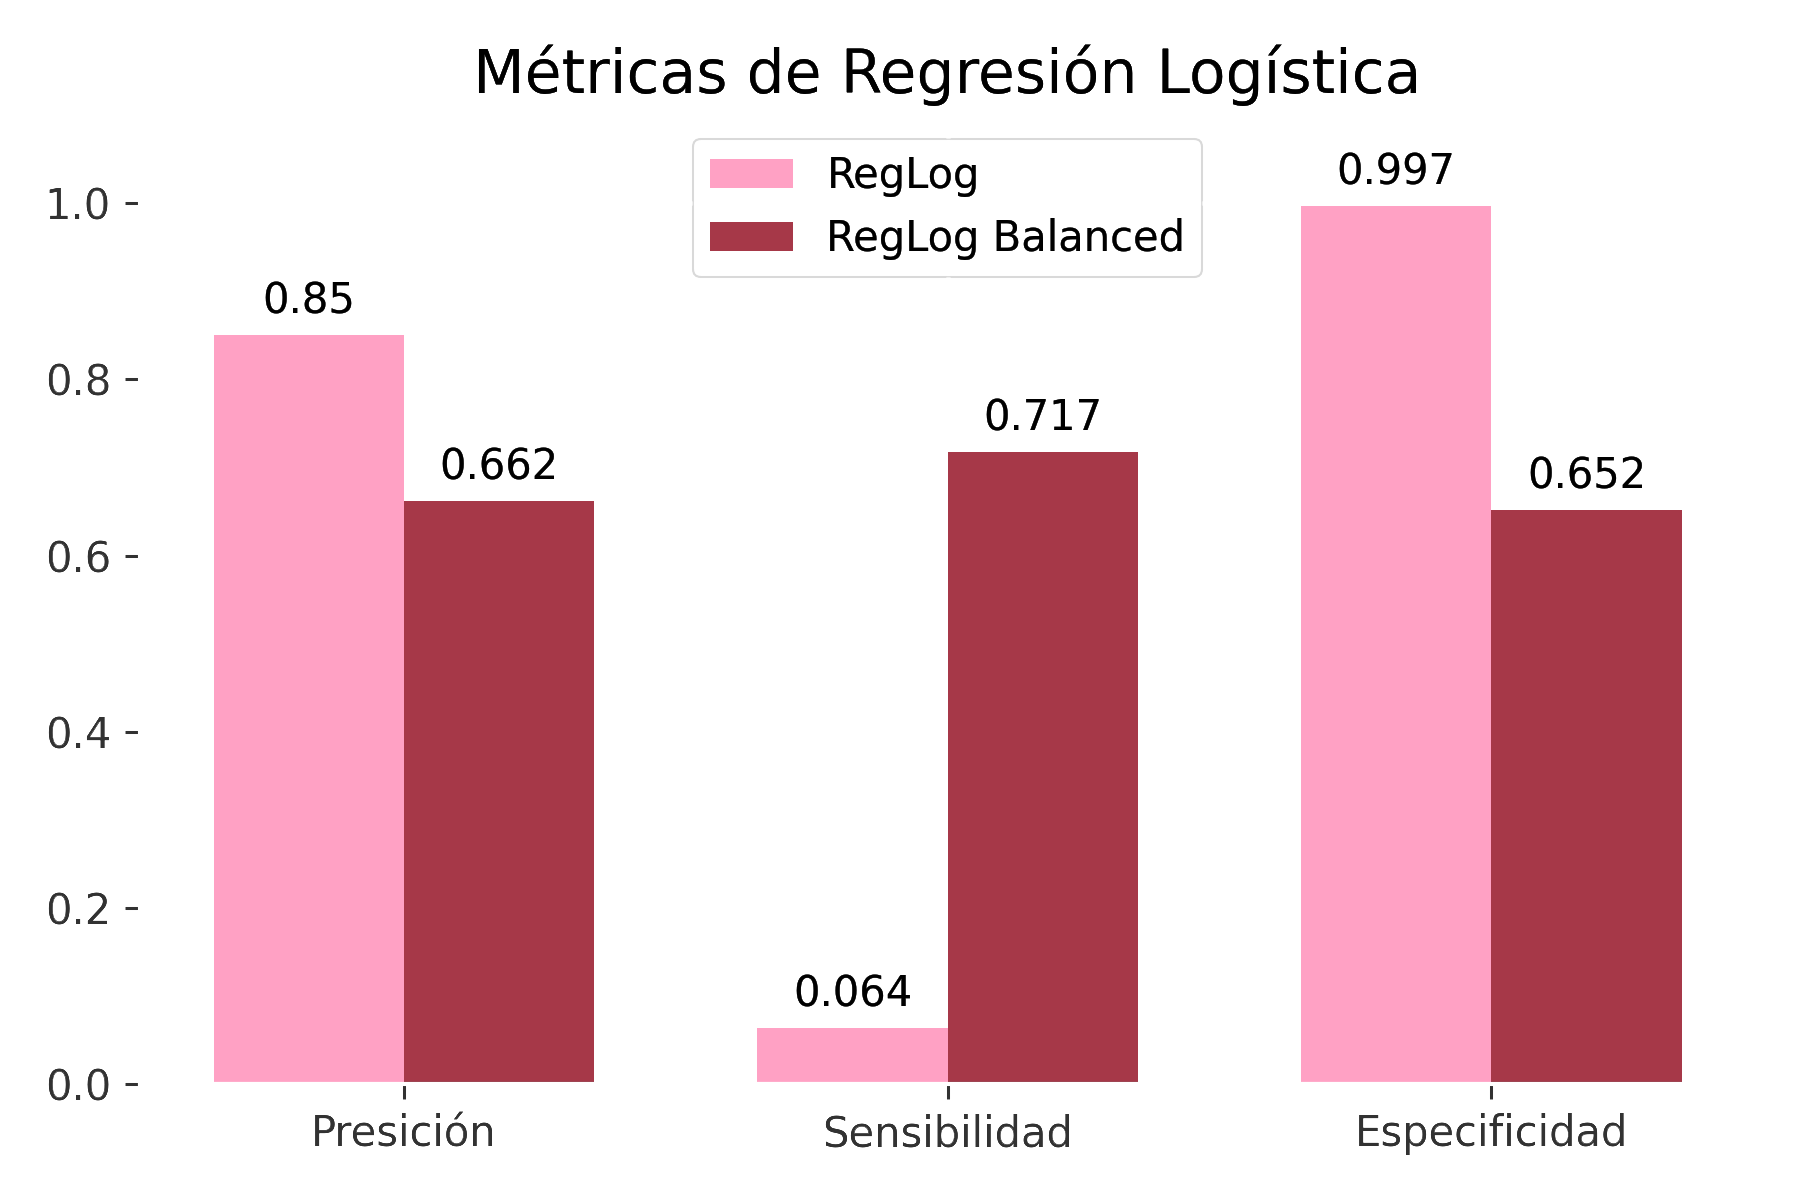 Métricas de Regresión Logística
RegLog
RegLog Balanced
1.0
0.8
0.6
0.4
0.2
0.0
0.85
0.662
0.064
0.717
0.997
0.652
Presición
Sensibilidad
Especificidad